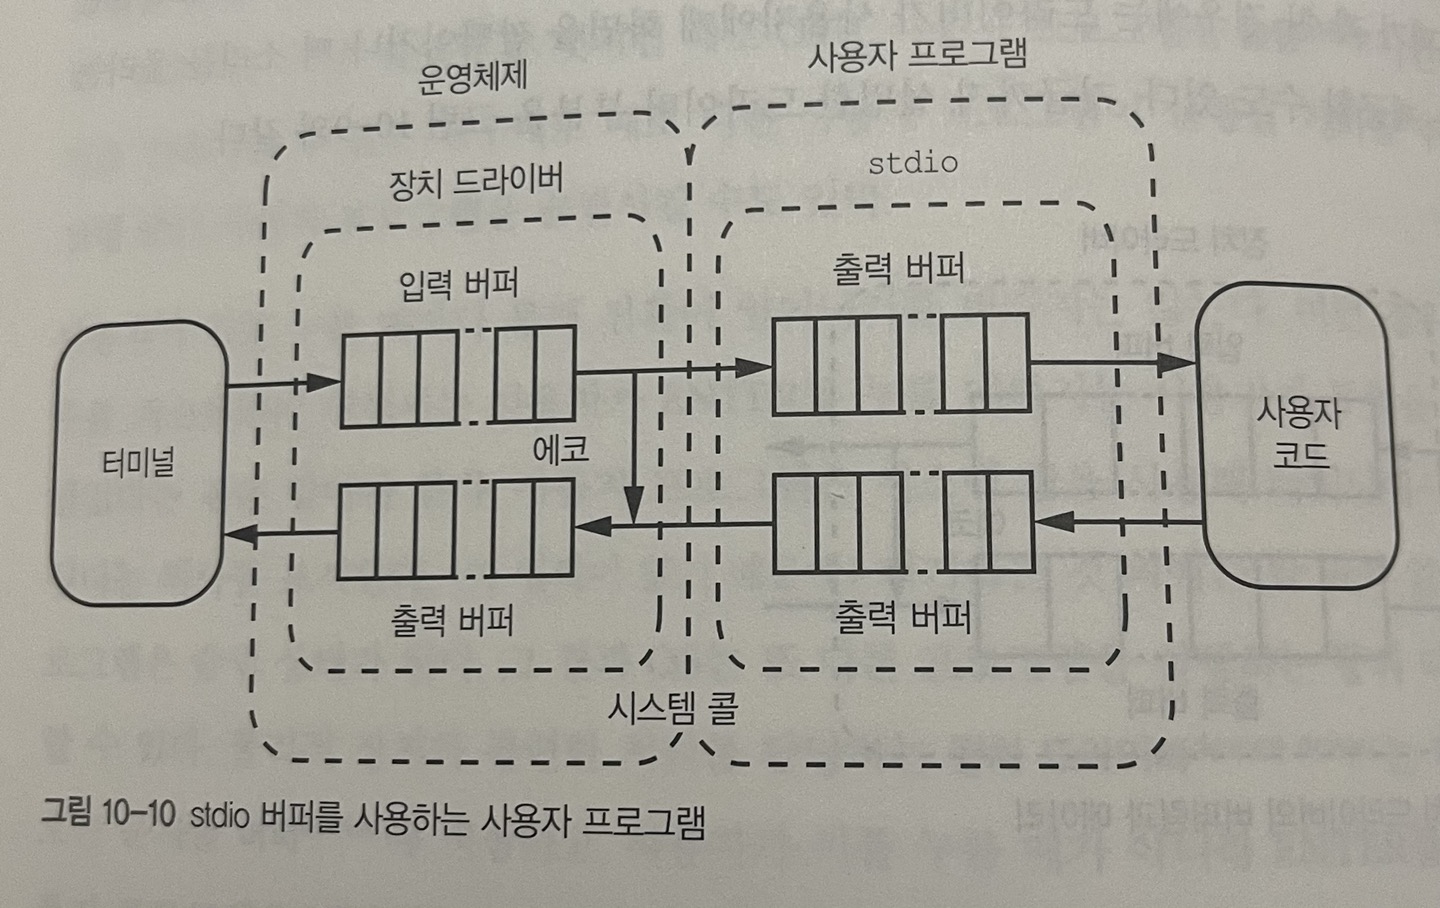 운영체제
사용자 프로그램
장치 드라이버
stdio
입력 버퍼
출력 버퍼
터미널
에코
사용자
코드
출력 버퍼
출력 버퍼
시스템 콜
그림 10-10 stdio 버퍼를 사용하는 사용자 프로그램